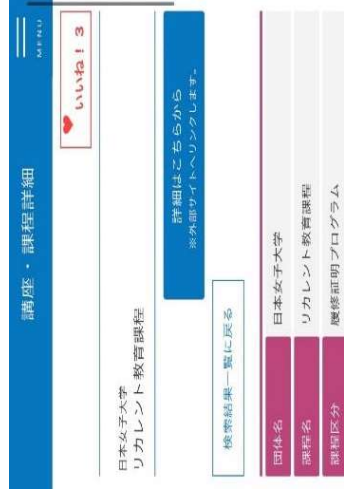 講座・課程詳細
MENU
いいね！3
日本女子大学
リカレント教育課程
詳細はこちらから
※外部サイトへリンクします。
検索結果一覧に戻る
団体名 日本女子大学
課程名 リカレント教育課程
課程区分 履修証明プログラム